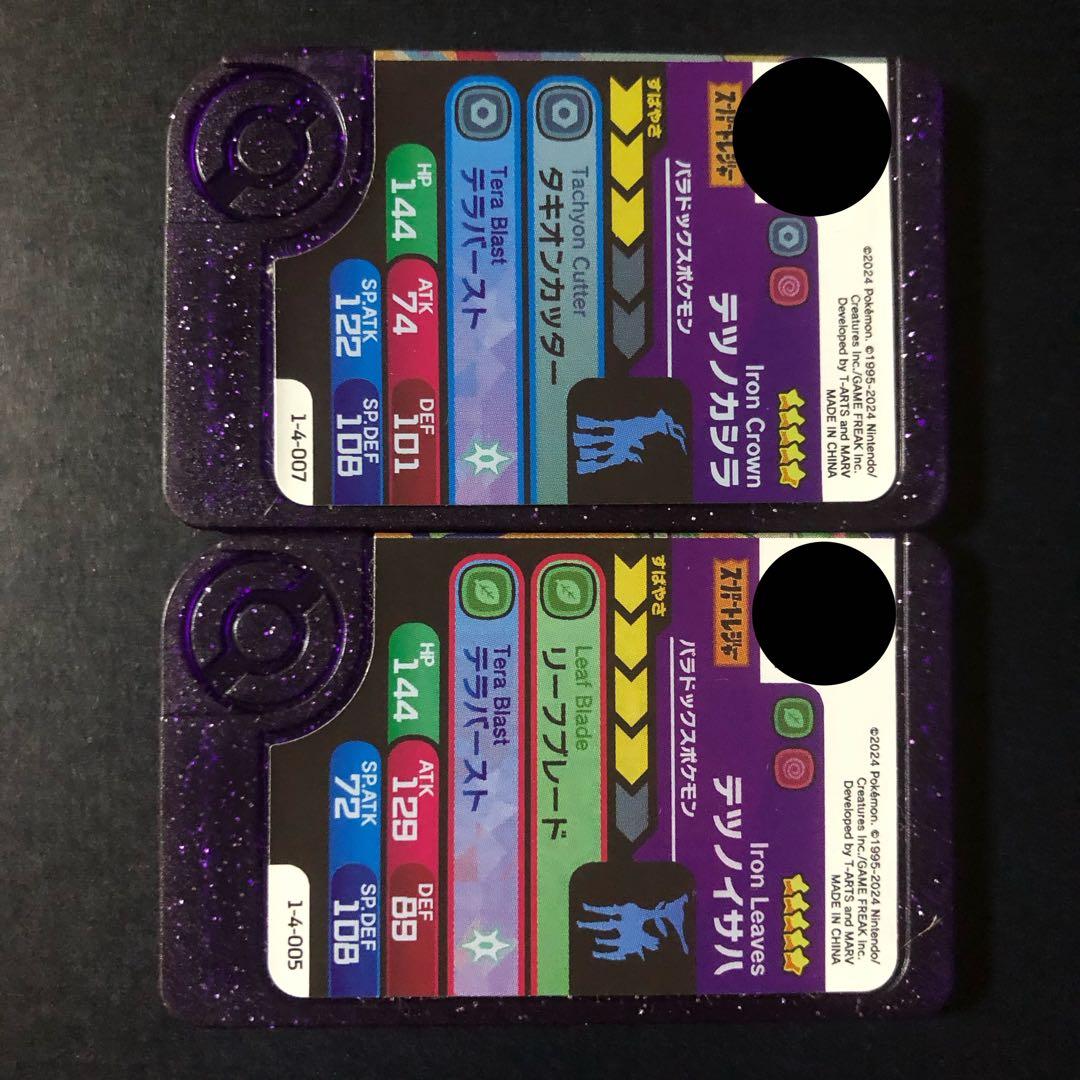 スーパートレジャー
パラドックスポケモン
Iron Crown
テツノカシラ
すばやさ
Tachyon Cutter
タキオンカッター
Tera Blast
テラバースト
HP
144
ATK
74
DEF
101
SP.ATK
122
SP.DEF
108
1-4-007
©2024 Pokémon. ©1995-2024 Nintendo/
Creatures Inc./GAME FREAK Inc.
Developed by T-ARTS and MARV
MADE IN CHINA
スーパートレジャー
パラドックスポケモン
Iron Leaves
テツノイサハ
すばやさ
Leaf Blade
リーフブレード
Tera Blast
テラバースト
HP
144
ATK
129
DEF
89
SP.ATK
72
SP.DEF
108
1-4-005
©2024 Pokémon. ©1995-2024 Nintendo/
Creatures Inc./GAME FREAK Inc.
Developed by T-ARTS and MARV
MADE IN CHINA